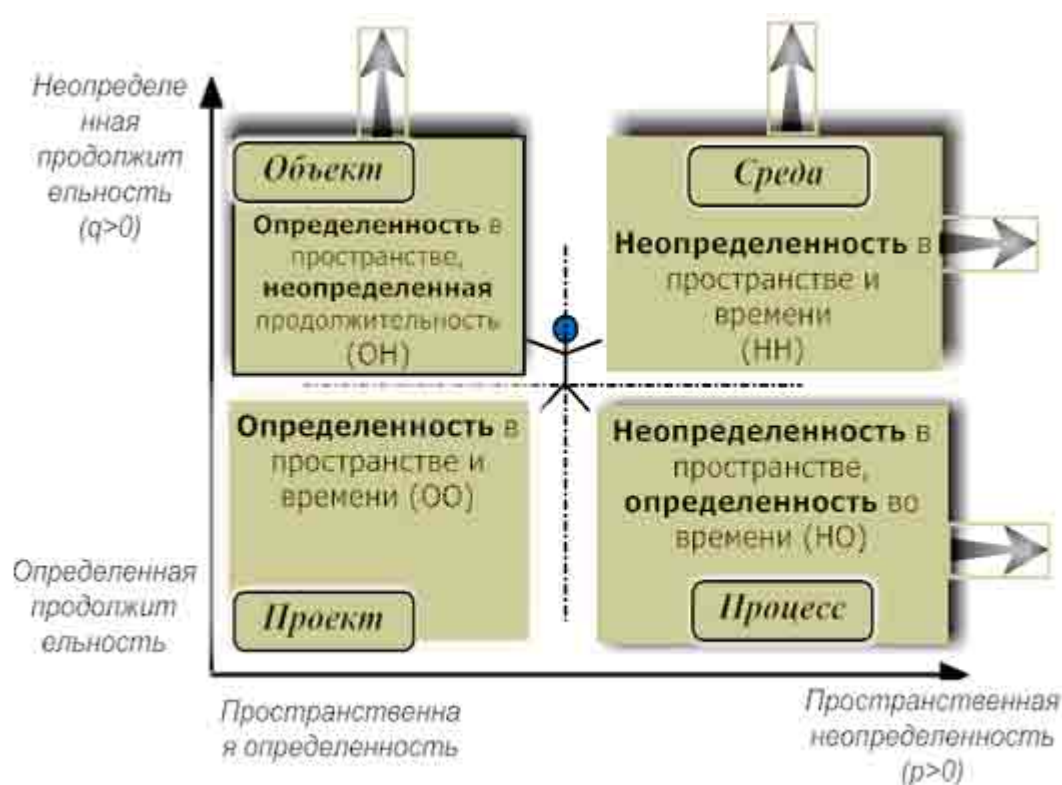 Неопределе
нная
продолжит
ельность
(q>0)
Объект
Определенность в
пространстве,
неопределенная
продолжительность
(ОН)
Среда
Неопределенность в
пространстве и
времени
(НН)
Определенность в
пространстве и
времени (ОО)
Проект
Неопределенность в
пространстве,
определенность во
времени (НО)
Процесс
Определенная
продолжит
ельность
Пространственна
я определенность
Пространственная
неопределенность
(p>0)